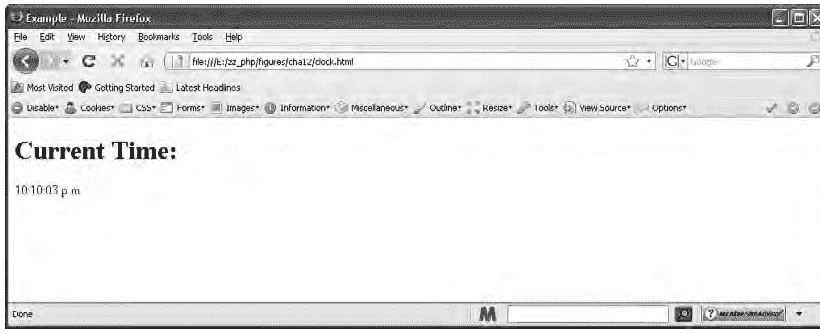 Example - Mozilla Firefox
File Edit View History Bookmarks Tools Help
file:///E:/zz_php/figures/cha12/clock.html Google
Most Visited Getting Started Latest Headlines
Disable Cookies CSS Forms Images Information Miscellaneous Outline Resize Tools View Source Options
Current Time:
10:10:03 p.m
Done